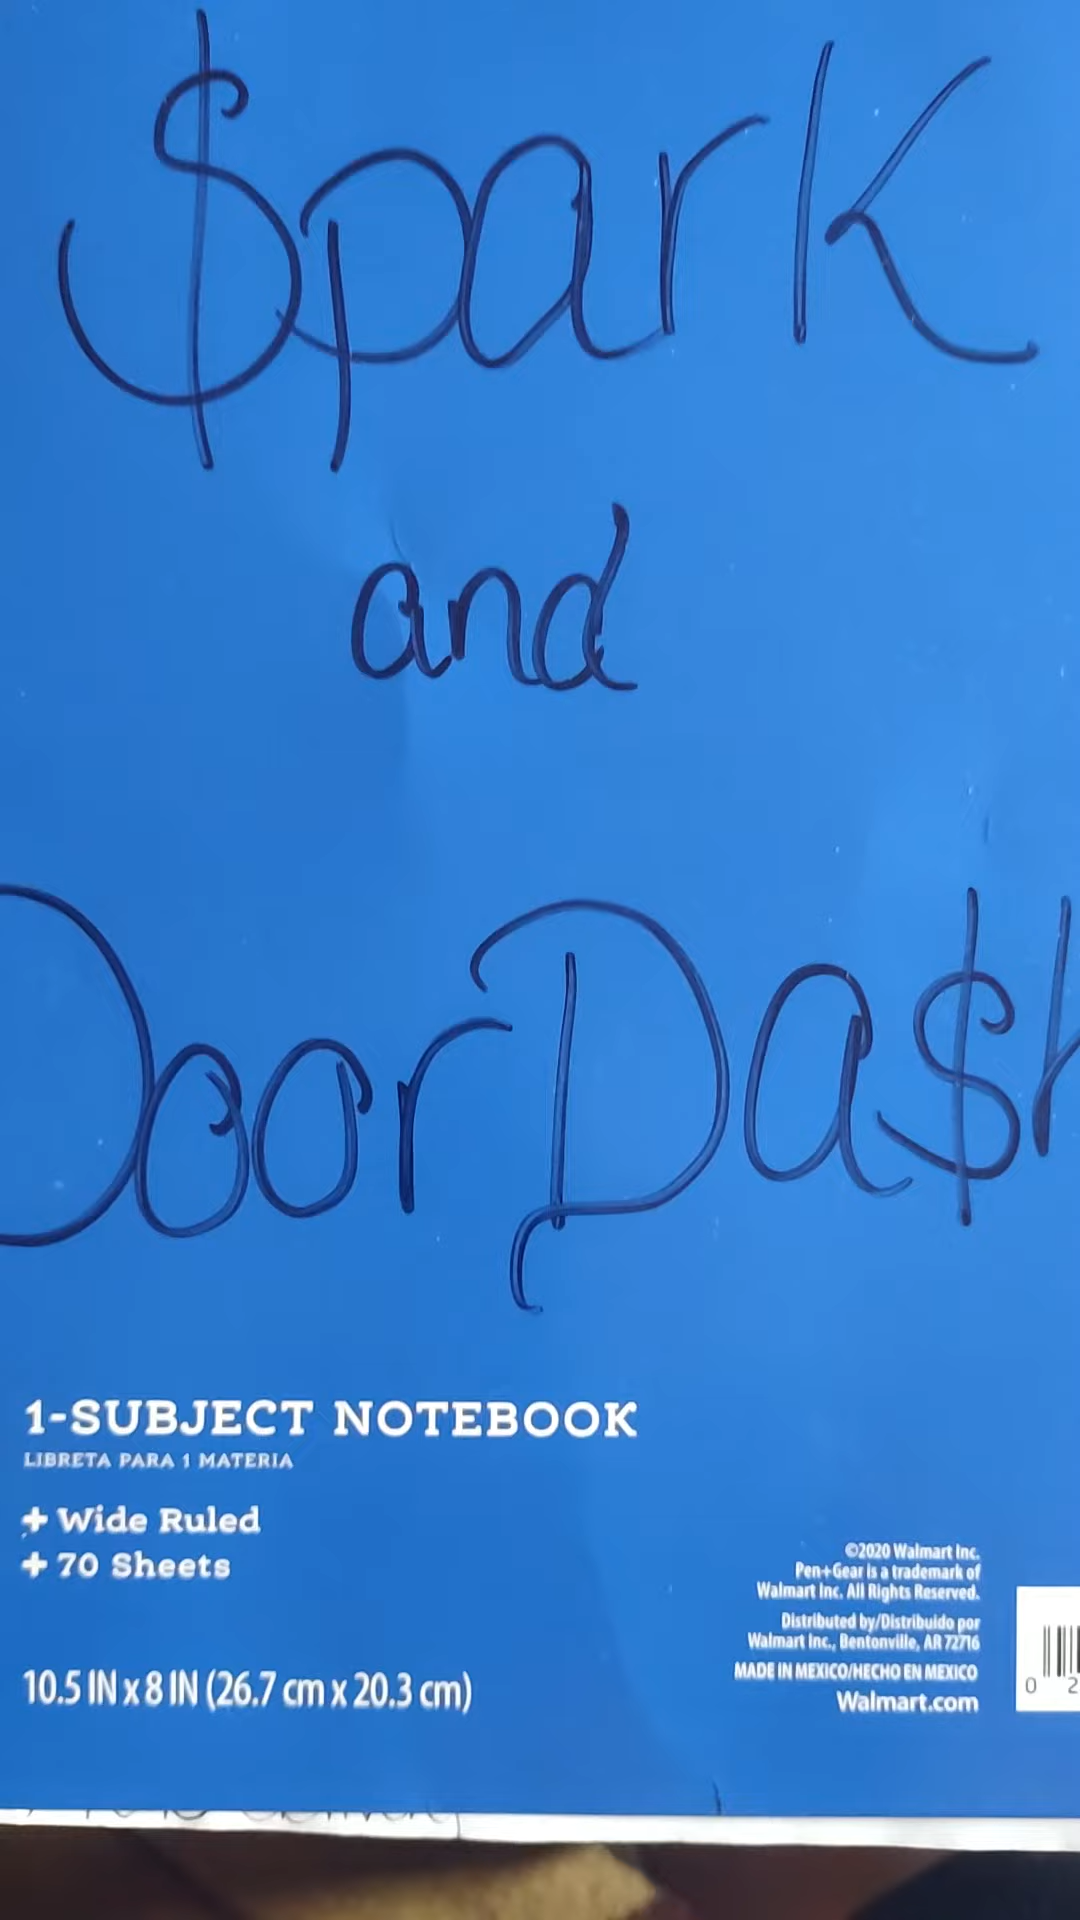 $park
and
DoorDa$h
1-SUBJECT NOTEBOOK
LIBRETA PARA 1 MATERIA
+ Wide Ruled
+ 70 Sheets
10.5 IN x 8 IN (26.7 cm x 20.3 cm)
©2020 Walmart Inc.
Pen+Gear is a trademark of
Walmart Inc. All Rights Reserved.
Distributed by/Distribuido por
Walmart Inc., Bentonville, AR 72716
MADE IN MEXICO/HECHO EN MEXICO
Walmart.com
0 2